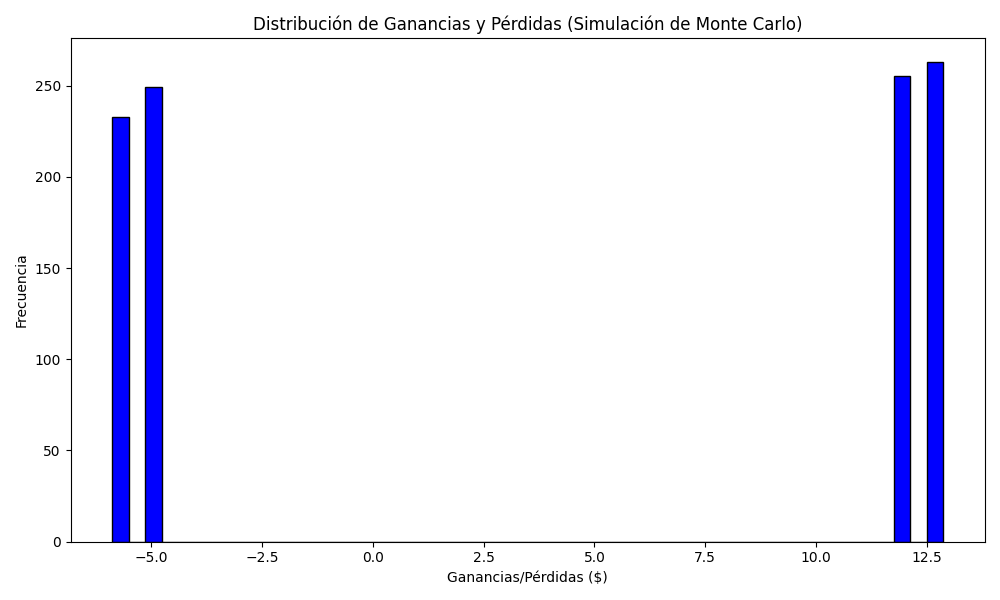 Distribución de Ganancias y Pérdidas (Simulación de Monte Carlo)
250
200
150
100
50
0
Frecuencia
−5.0 −2.5 0.0 2.5 5.0 7.5 10.0 12.5
Ganancias/Pérdidas ($)